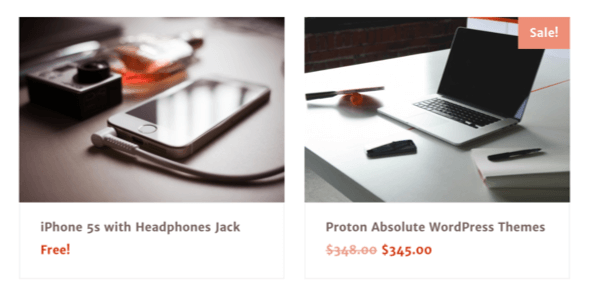 Sale!
iPhone 5s with Headphones Jack
Free!
Proton Absolute WordPress Themes
$348.00 $345.00